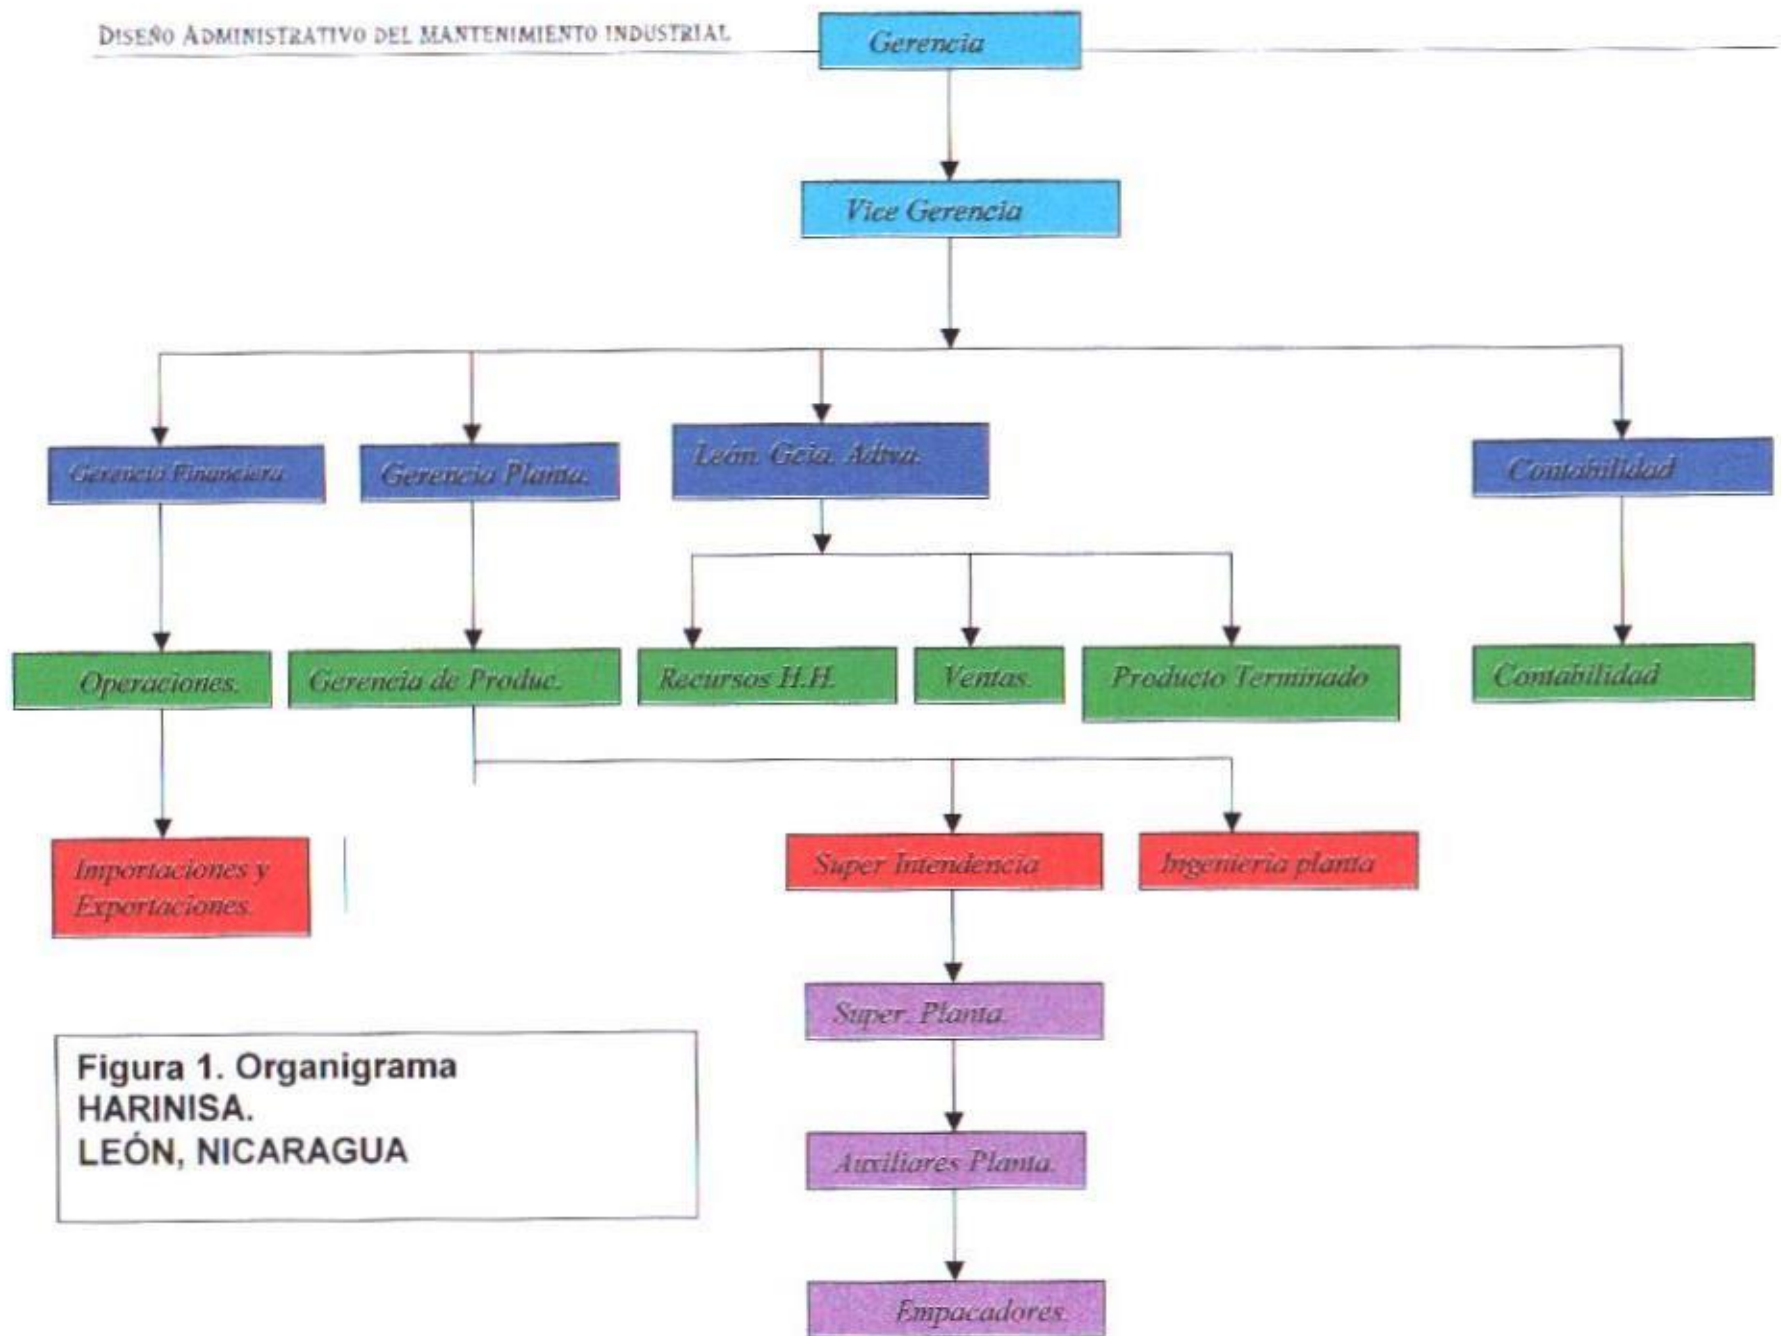 DISEÑO ADMINISTRATIVO DEL MANTENIMIENTO INDUSTRIAL
Gerencia
Vice Gerencia
Gerencia Financiera
Gerencia Planta.
León. Gcia. Adtva.
Contabilidad
Operaciones.
Gerencia de Produc.
Recursos H.H.
Ventas.
Producto Terminado
Contabilidad
Importaciones y
Exportaciones.
Super Intendencia
Ingenieria planta
Super. Planta.
Auxiliares Planta.
Empacadores.
Figura 1. Organigrama
HARINISA.
LEÓN, NICARAGUA